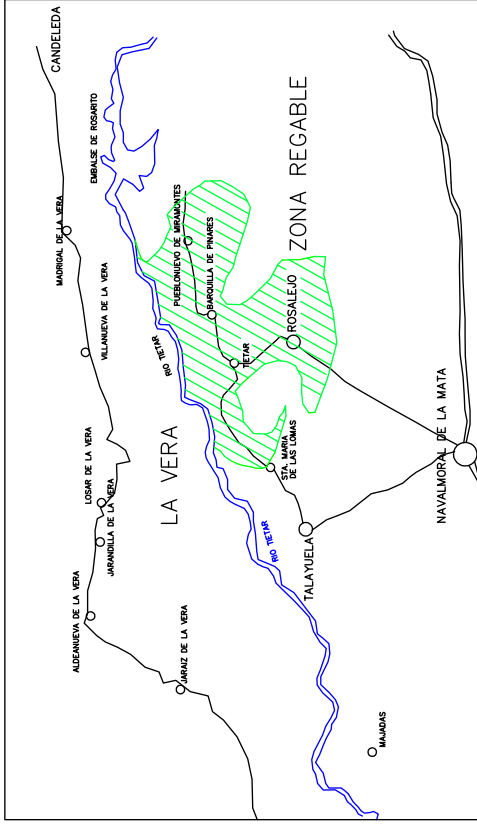 CANDELEDA
EMBALSE DE ROSARITO
MADRIGAL DE LA VERA
VILLANUEVA DE LA VERA
LOSAR DE LA VERA
JARANDILLA DE LA VERA
ALDEANUEVA DE LA VERA
JARAIZ DE LA VERA
LA VERA
RIO TIETAR
PUEBLONUEVO DE MIRAMONTES
BARQUILLA DE PINARES
TIETAR
ZONA REGABLE
ROSALEJO
STA. MARIA
DE LAS LOMAS
RIO TIETAR
TALAYUELA
MAJADAS
NAVALMORAL DE LA MATA